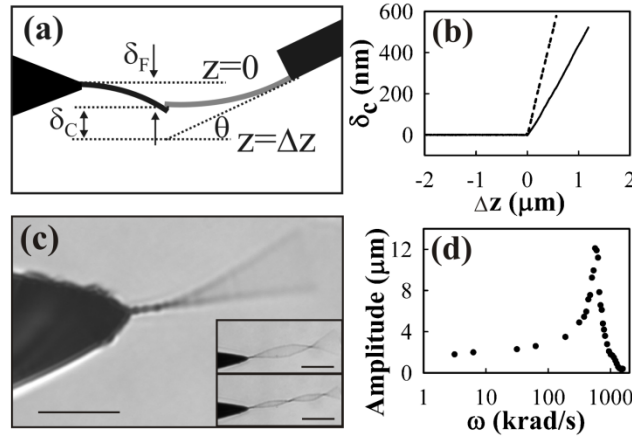 (a)
δF
z=0
δC
θ
z=Δz
(b)
600
400
200
0
δc (nm)
-2 -1 0 1 2
Δz (μm)
(c)
(d)
12
8
4
0
Amplitude (μm)
1 10 100 1000
ω (krad/s)